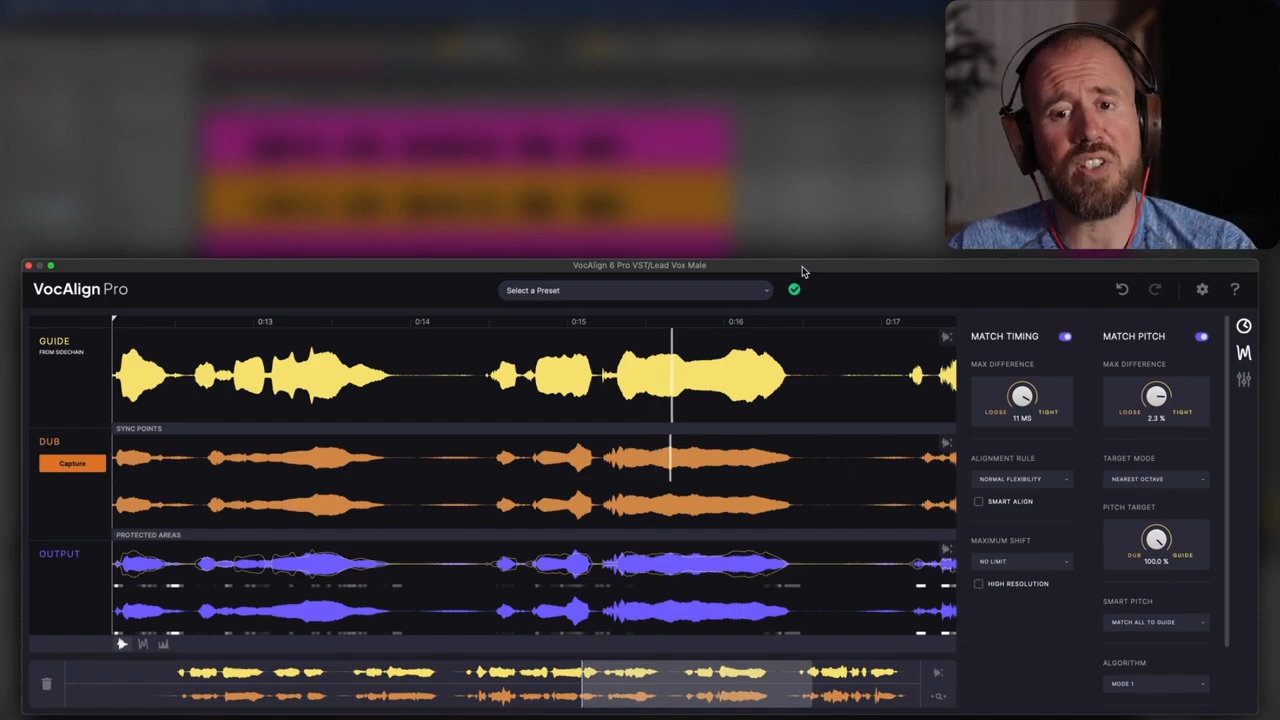 VocAlign 6 Pro VST/Lead Vox Male
VocAlign Pro
Select a Preset
?
0:13
0:14
0:15
0:16
0:17
GUIDE
FROM SIDECHAIN
SYNC POINTS
DUB
Capture
PROTECTED AREAS
OUTPUT
MATCH TIMING
MAX DIFFERENCE
LOOSE
TIGHT
11 MS
ALIGNMENT RULE
NORMAL FLEXIBILITY
SMART ALIGN
MAXIMUM SHIFT
NO LIMIT
HIGH RESOLUTION
MATCH PITCH
MAX DIFFERENCE
LOOSE
TIGHT
2.3 %
TARGET MODE
NEAREST OCTAVE
PITCH TARGET
DUB
GUIDE
100.0 %
SMART PITCH
MATCH ALL TO GUIDE
ALGORITHM
MODE 1